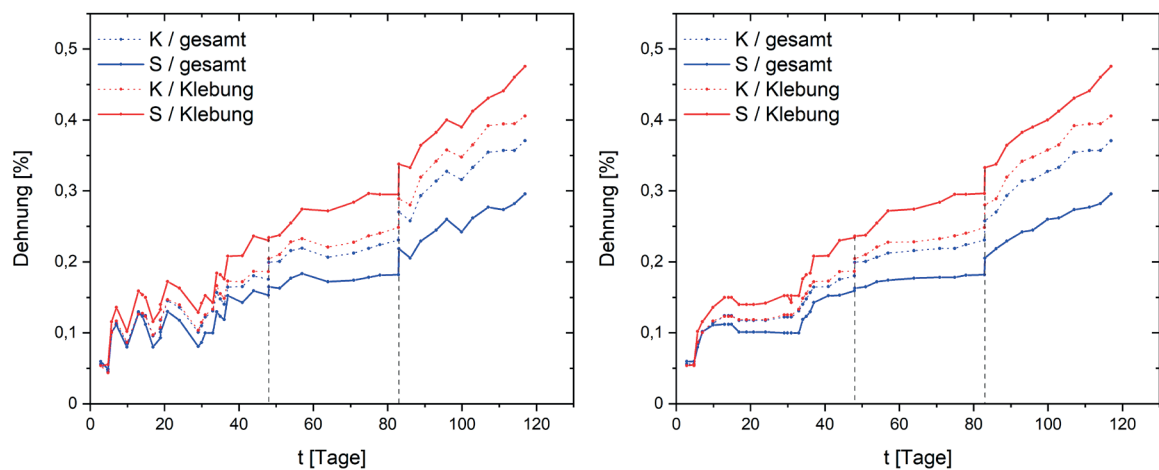 0,5
0,4
0,3
0,2
0,1
0
Dehnung [%]
K / gesamt
S / gesamt
K / Klebung
S / Klebung
0 20 40 60 80 100 120
t [Tage]
0,5
0,4
0,3
0,2
0,1
0
Dehnung [%]
K / gesamt
S / gesamt
K / Klebung
S / Klebung
0 20 40 60 80 100 120
t [Tage]